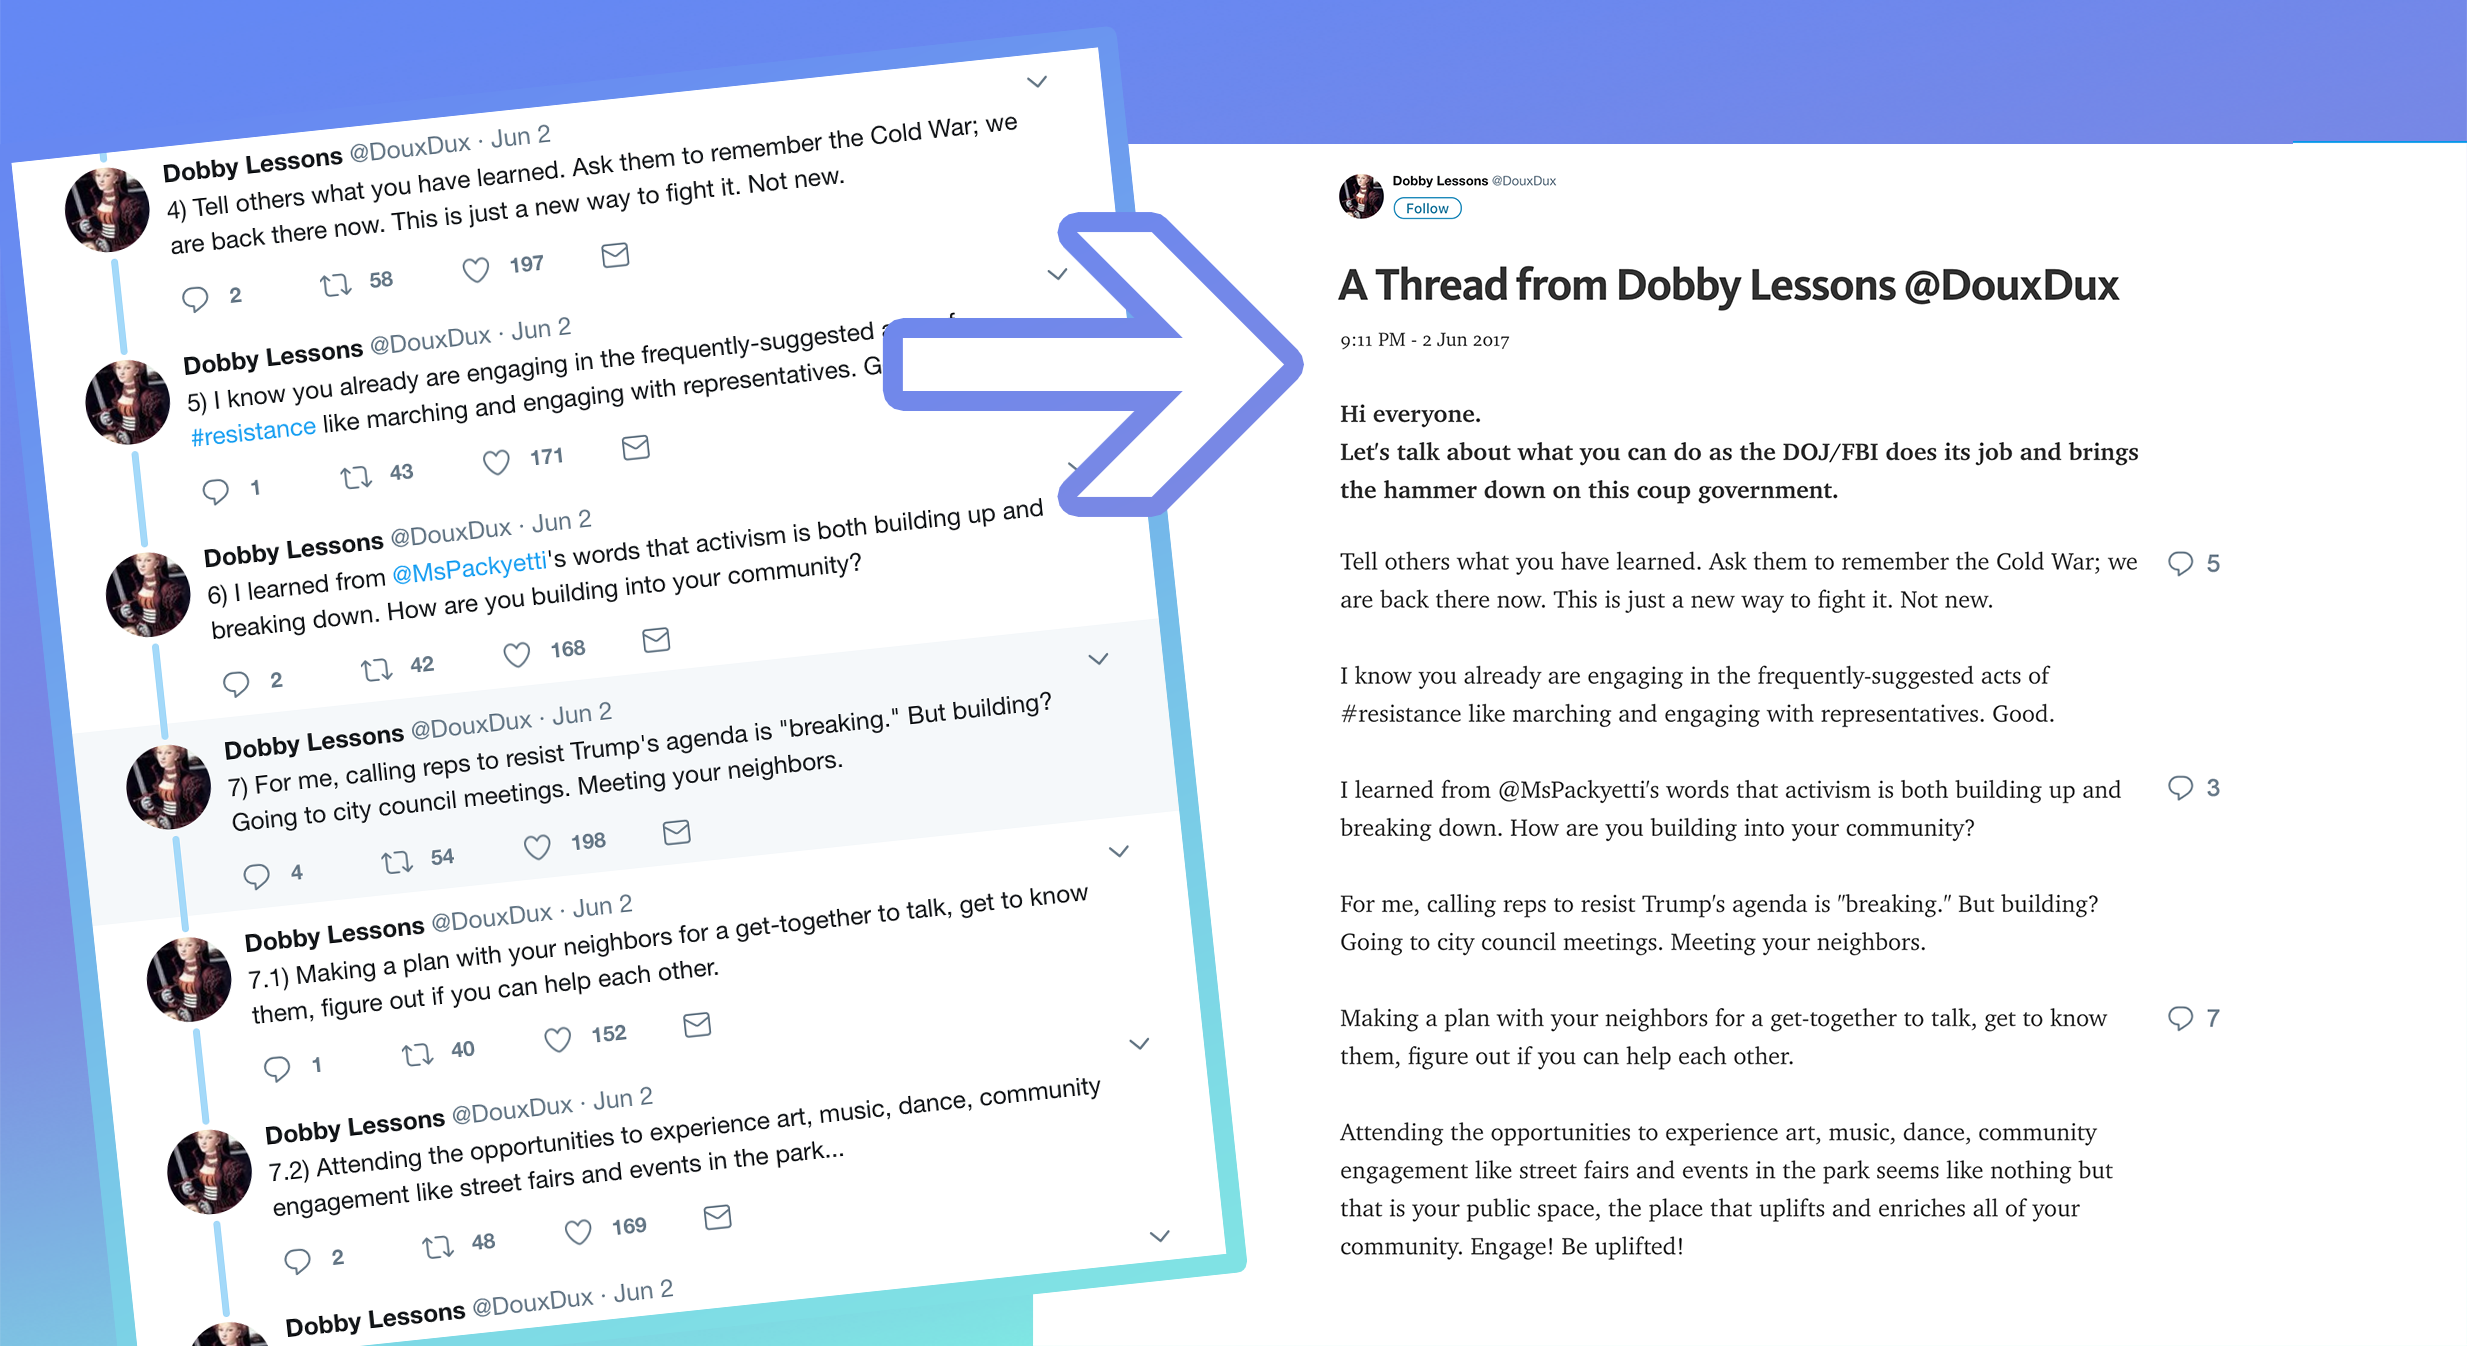 Dobby Lessons @DouxDux · Jun 2
4) Tell others what you have learned. Ask them to remember the Cold War; we
are back there now. This is just a new way to fight it. Not new.
2 58 197
Dobby Lessons @DouxDux · Jun 2
5) I know you already are engaging in the frequently-suggested
#resistance like marching and engaging with representatives.
1 43 171
Dobby Lessons @DouxDux · Jun 2
6) I learned from @MsPackyetti's words that activism is both building up and
breaking down. How are you building into your community?
2 42 168
Dobby Lessons @DouxDux · Jun 2
7) For me, calling reps to resist Trump's agenda is "breaking." But building?
Going to city council meetings. Meeting your neighbors.
4 54 198
Dobby Lessons @DouxDux · Jun 2
7.1) Making a plan with your neighbors for a get-together to talk, get to know
them, figure out if you can help each other.
1 40 152
Dobby Lessons @DouxDux · Jun 2
7.2) Attending the opportunities to experience art, music, dance, community
engagement like street fairs and events in the park...
2 48 169
Dobby Lessons @DouxDux · Jun 2
Dobby Lessons @DouxDux
Follow
A Thread from Dobby Lessons @DouxDux
9:11 PM - 2 Jun 2017
Hi everyone.
Let's talk about what you can do as the DOJ/FBI does its job and brings
the hammer down on this coup government.
Tell others what you have learned. Ask them to remember the Cold War; we 5
are back there now. This is just a new way to fight it. Not new.
I know you already are engaging in the frequently-suggested acts of
#resistance like marching and engaging with representatives. Good.
I learned from @MsPackyetti's words that activism is both building up and 3
breaking down. How are you building into your community?
For me, calling reps to resist Trump's agenda is "breaking." But building?
Going to city council meetings. Meeting your neighbors.
Making a plan with your neighbors for a get-together to talk, get to know 7
them, figure out if you can help each other.
Attending the opportunities to experience art, music, dance, community
engagement like street fairs and events in the park seems like nothing but
that is your public space, the place that uplifts and enriches all of your
community. Engage! Be uplifted!